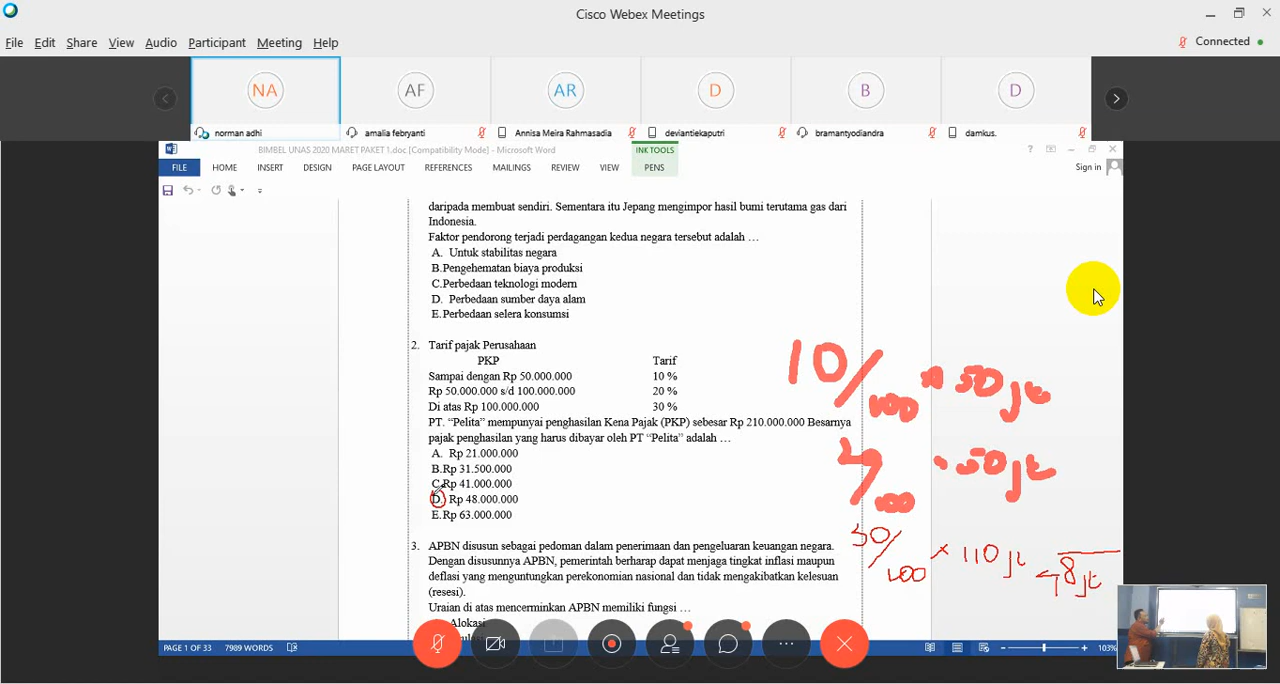 Cisco Webex Meetings
File Edit Share View Audio Participant Meeting Help
Connected
NA AF AR D B D
norman adhi amalia febryanti Annisa Meira Rahmasadia deviantiekaputri bramantyodiandra damkus.
BIMBEL UNAS 2020 MARET PAKET 1.doc [Compatibility Mode] - Microsoft Word
INK TOOLS
FILE HOME INSERT DESIGN PAGE LAYOUT REFERENCES MAILINGS REVIEW VIEW PENS
Sign in
daripada membuat sendiri. Sementara itu Jepang mengimpor hasil bumi terutama gas dari
Indonesia.
Faktor pendorong terjadi perdagangan kedua negara tersebut adalah …
A. Untuk stabilitas negara
B.Pengehematan biaya produksi
C.Perbedaan teknologi modern
D. Perbedaan sumber daya alam
E.Perbedaan selera konsumsi
2. Tarif pajak Perusahaan
PKP Tarif
Sampai dengan Rp 50.000.000 10 %
Rp 50.000.000 s/d 100.000.000 20 %
Di atas Rp 100.000.000 30 %
PT. “Pelita” mempunyai penghasilan Kena Pajak (PKP) sebesar Rp 210.000.000 Besarnya
pajak penghasilan yang harus dibayar oleh PT “Pelita” adalah …
A. Rp 21.000.000
B.Rp 31.500.000
C.Rp 41.000.000
D. Rp 48.000.000
E.Rp 63.000.000
10/100 × 50 jt
/100 50 jt
30/100 × 110 jt
48 jt
3. APBN disusun sebagai pedoman dalam penerimaan dan pengeluaran keuangan negara.
Dengan disusunnya APBN, pemerintah berharap dapat menjaga tingkat inflasi maupun
deflasi yang menguntungkan perekonomian nasional dan tidak mengakibatkan kelesuan
(resesi).
Uraian di atas mencerminkan APBN memiliki fungsi …
Alokasi
PAGE 1 OF 33 7989 WORDS
103%